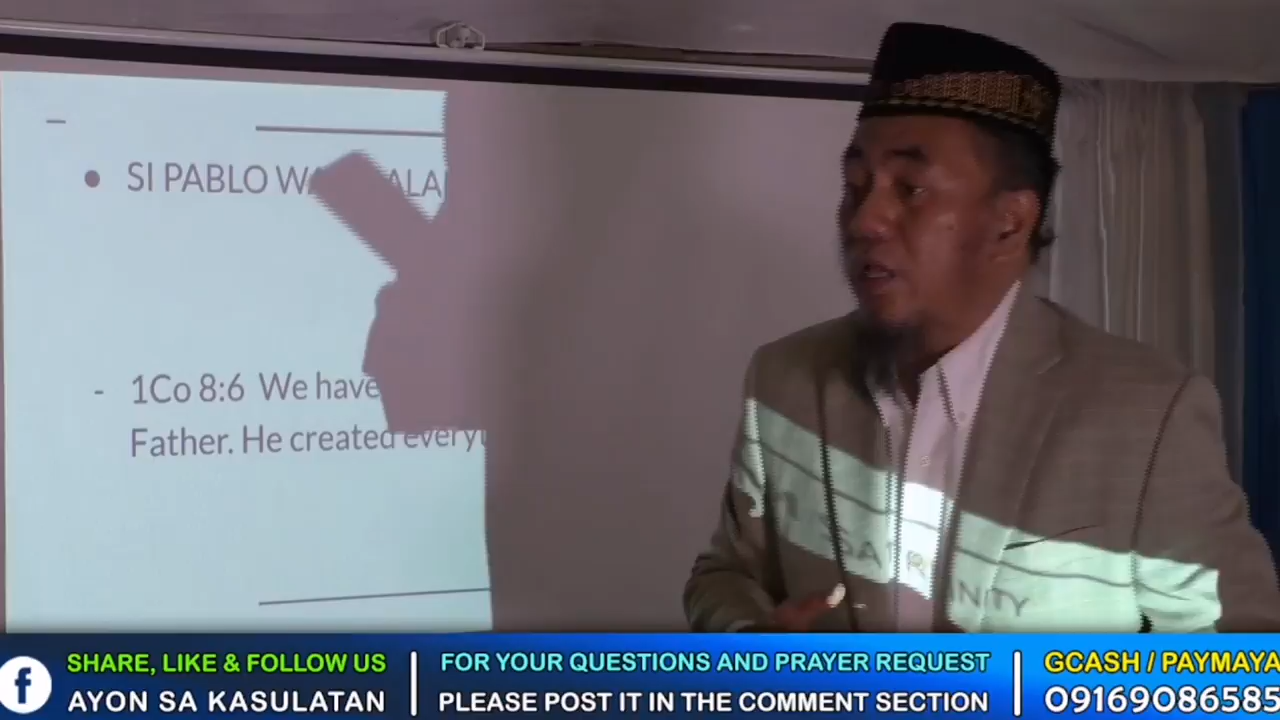 SI PABLO
1Co 8:6 We have
Father. He created
NITY
SHARE, LIKE & FOLLOW US
AYON SA KASULATAN
FOR YOUR QUESTIONS AND PRAYER REQUEST
PLEASE POST IT IN THE COMMENT SECTION
GCASH / PAYMAYA
09169086585
f